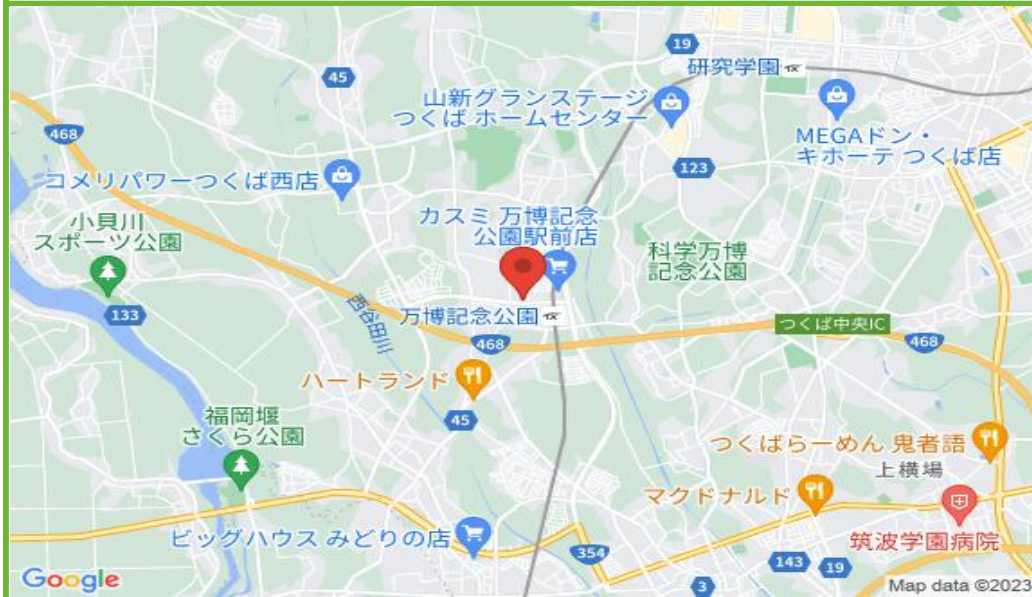 19
研究学園
45
山新グランステージ
つくば ホームセンター
MEGAドン・
キホーテ つくば店
468
123
コメリパワーつくば西店
カスミ 万博記念
公園駅前店
小貝川
スポーツ公園
科学万博
記念公園
133
西谷田川
万博記念公園
つくば中央IC
468
468
ハートランド
45
福岡堰
さくら公園
つくばらーめん 鬼者語
上横場
マクドナルド
ビッグハウス みどりの店
筑波学園病院
354
143
19
3
Google
Map data ©2023